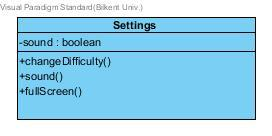 Visual Paradigm Standard(Bilkent Univ.)
Settings
-sound : boolean
+changeDifficulty()
+sound()
+fullScreen()